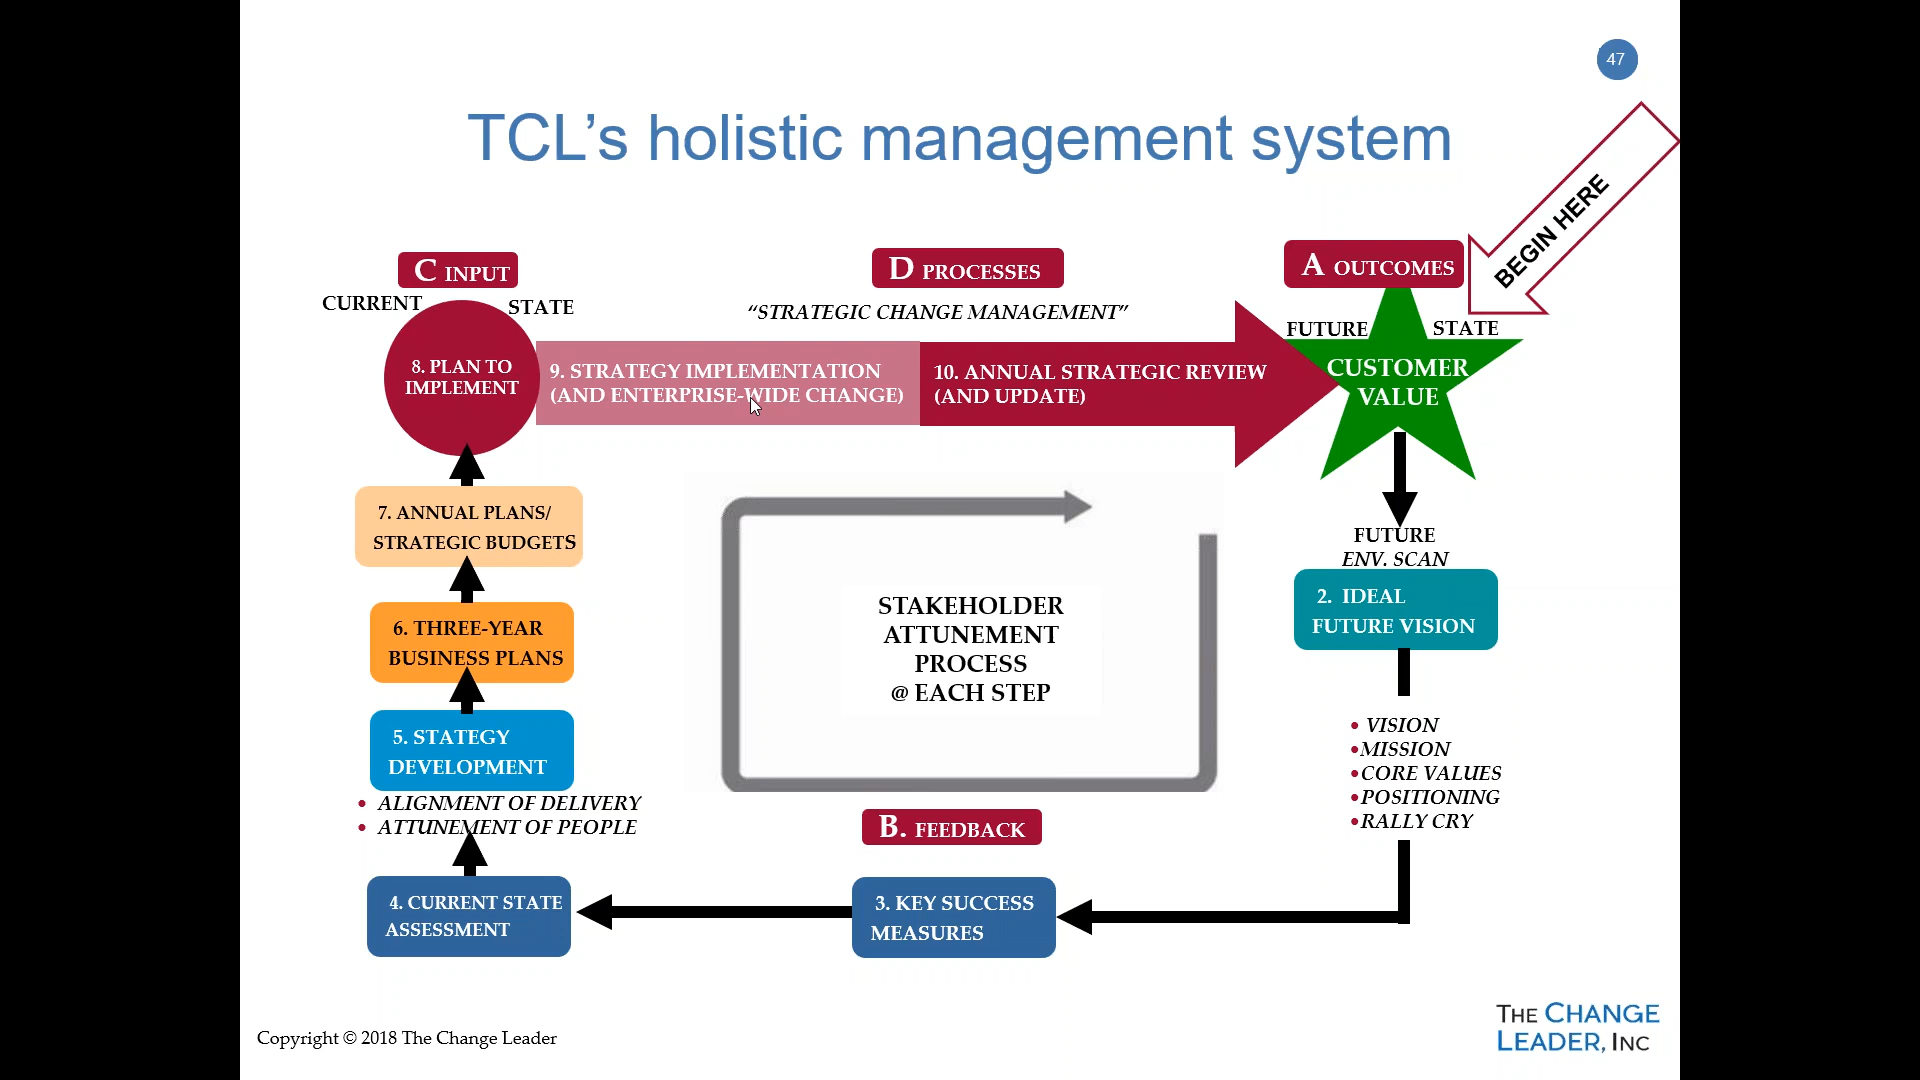 47
TCL’s holistic management system
BEGIN HERE
C INPUT
CURRENT STATE
8. PLAN TO
IMPLEMENT
D PROCESSES
“STRATEGIC CHANGE MANAGEMENT”
9. STRATEGY IMPLEMENTATION
(AND ENTERPRISE-WIDE CHANGE)
10. ANNUAL STRATEGIC REVIEW
(AND UPDATE)
A OUTCOMES
FUTURE STATE
CUSTOMER
VALUE
FUTURE
ENV. SCAN
2. IDEAL
FUTURE VISION
• VISION
•MISSION
•CORE VALUES
•POSITIONING
•RALLY CRY
STAKEHOLDER
ATTUNEMENT
PROCESS
@ EACH STEP
B. FEEDBACK
3. KEY SUCCESS
MEASURES
7. ANNUAL PLANS/
STRATEGIC BUDGETS
6. THREE-YEAR
BUSINESS PLANS
5. STATEGY
DEVELOPMENT
• ALIGNMENT OF DELIVERY
• ATTUNEMENT OF PEOPLE
4. CURRENT STATE
ASSESSMENT
Copyright © 2018 The Change Leader
THE CHANGE
LEADER, INC